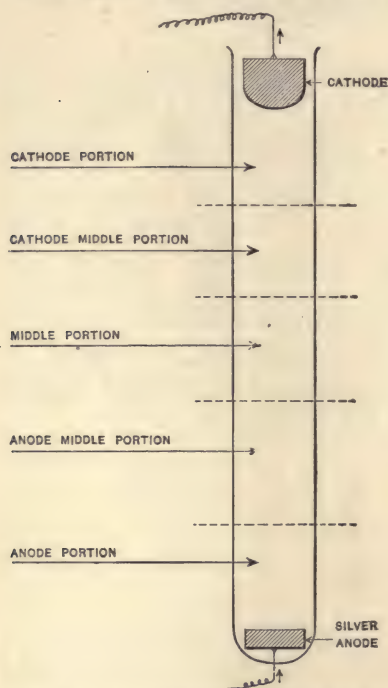 CATHODE
CATHODE PORTION
CATHODE MIDDLE PORTION
MIDDLE PORTION
ANODE MIDDLE PORTION
ANODE PORTION
SILVER
ANODE